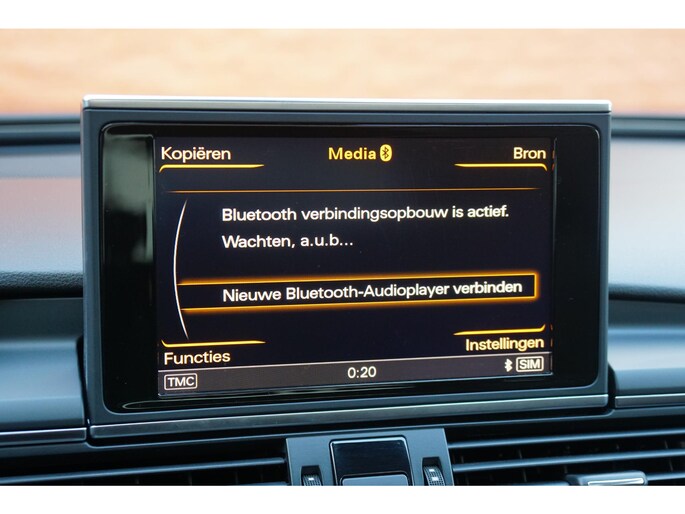 Kopiëren Media Bron
Bluetooth verbindingsopbouw is actief.
Wachten, a.u.b...
Nieuwe Bluetooth-Audioplayer verbinden
Functies Instellingen
TMC 0:20 SIM